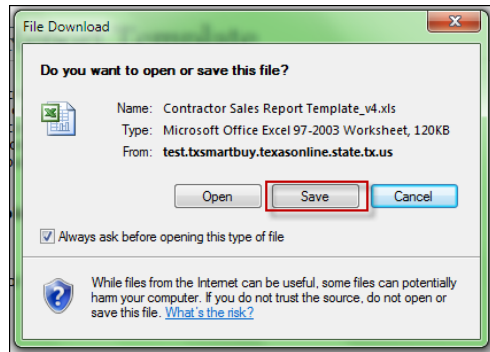 File Download
Do you want to open or save this file?
Name: Contractor Sales Report Template_v4.xls
Type: Microsoft Office Excel 97-2003 Worksheet, 120KB
From: test.txsmartbuy.texasonline.state.tx.us
Open Save Cancel
Always ask before opening this type of file
While files from the Internet can be useful, some files can potentially
harm your computer. If you do not trust the source, do not open or
save this file. What's the risk?